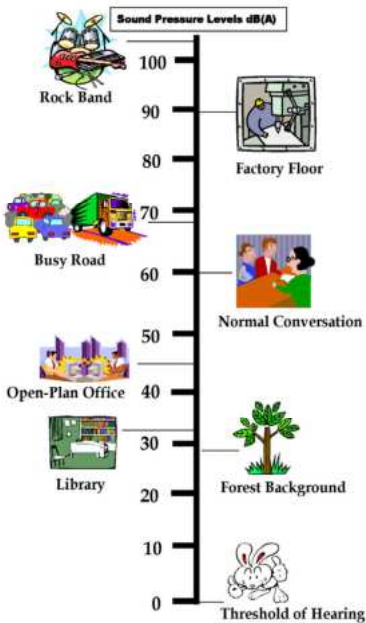 Sound Pressure Levels dB(A)
100
Rock Band
90
Factory Floor
80
70
Busy Road
60
Normal Conversation
50
Open-Plan Office
40
30
Library
Forest Background
20
10
0
Threshold of Hearing